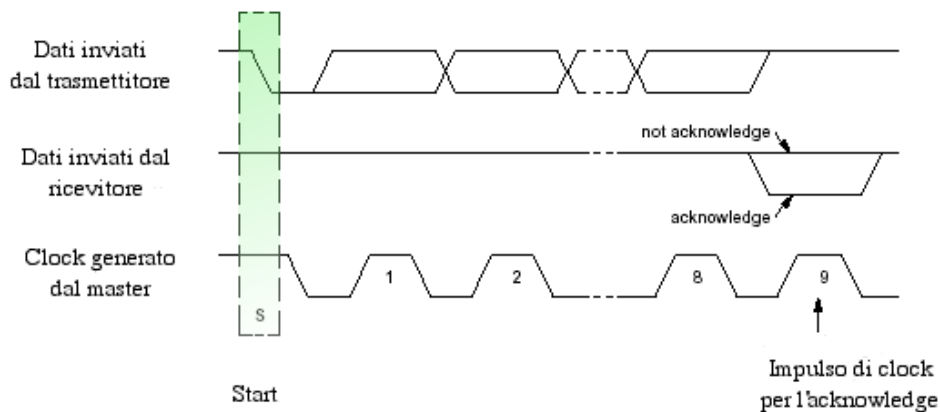 Dati inviati
dal trasmettitore
not acknowledge
Dati inviati dal
ricevitore
acknowledge
Clock generato
dal master
1
2
8
9
S
Start
Impulso di clock
per l'acknowledge